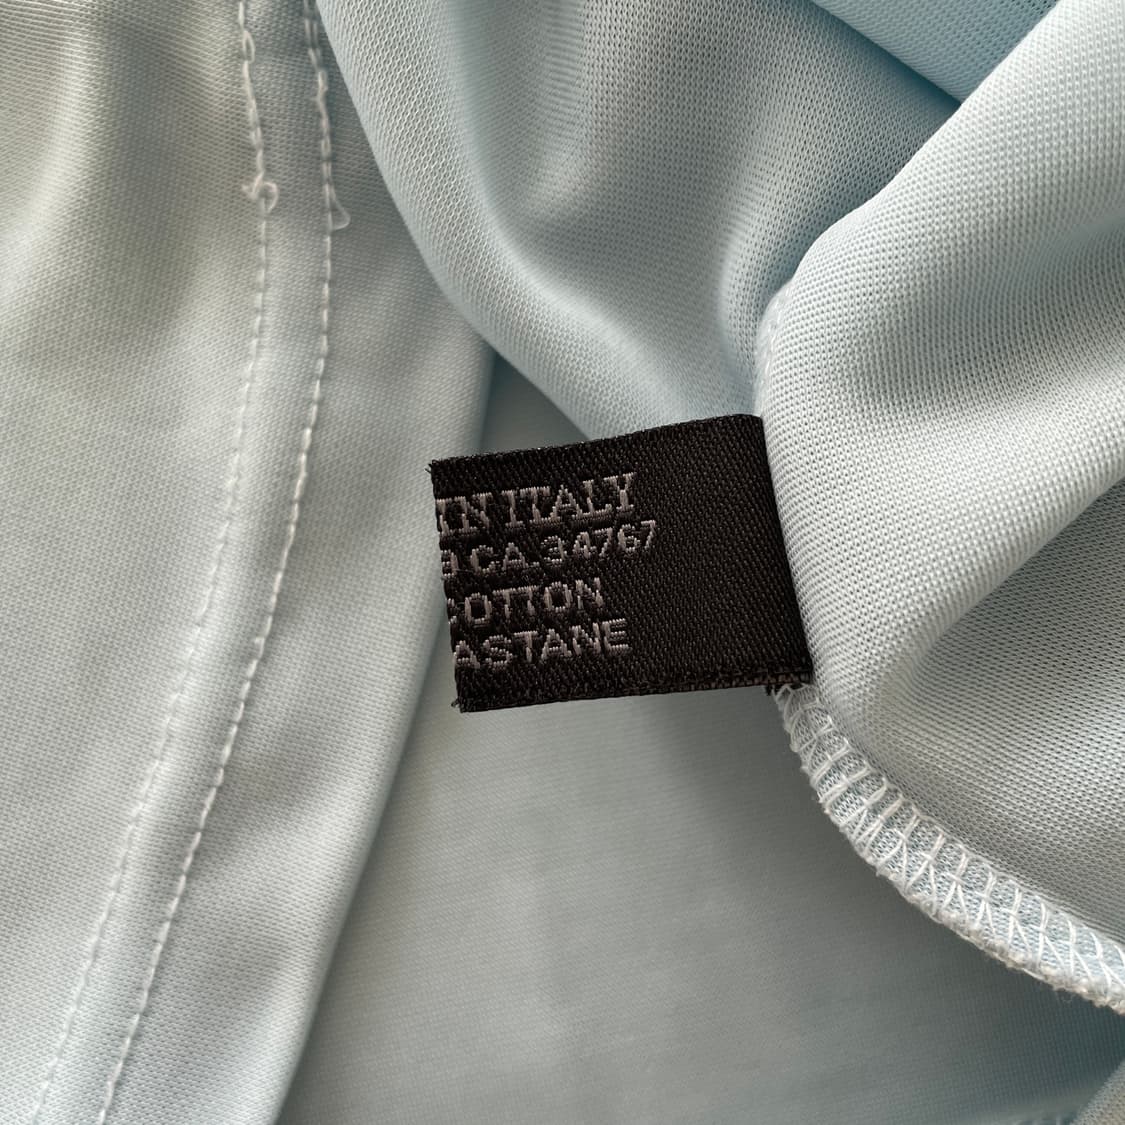 IN ITALY
CA 34767
COTTON
ASTANE